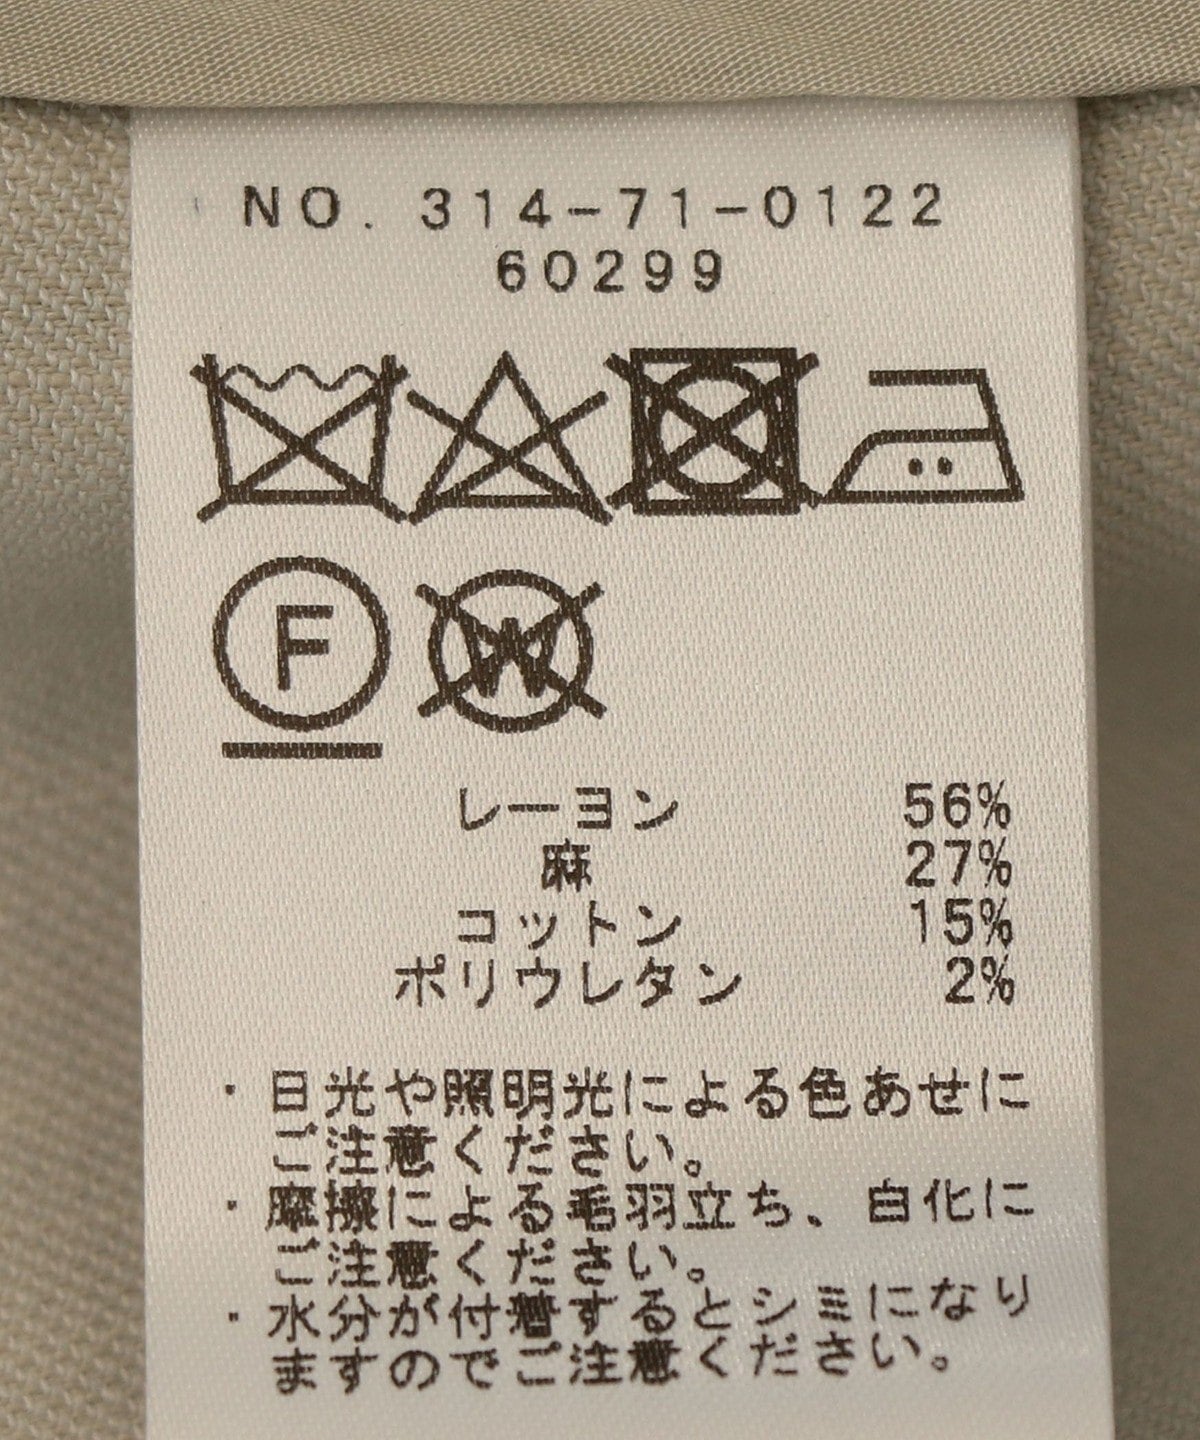 NO. 314-71-0122
60299
F
W
レーヨン 56%
麻 27%
コットン 15%
ポリウレタン 2%
・日光や照明光による色あせに
ご注意ください。
・摩擦による毛羽立ち、白化に
ご注意ください。
・水分が付着するとシミになり
ますのでご注意ください。